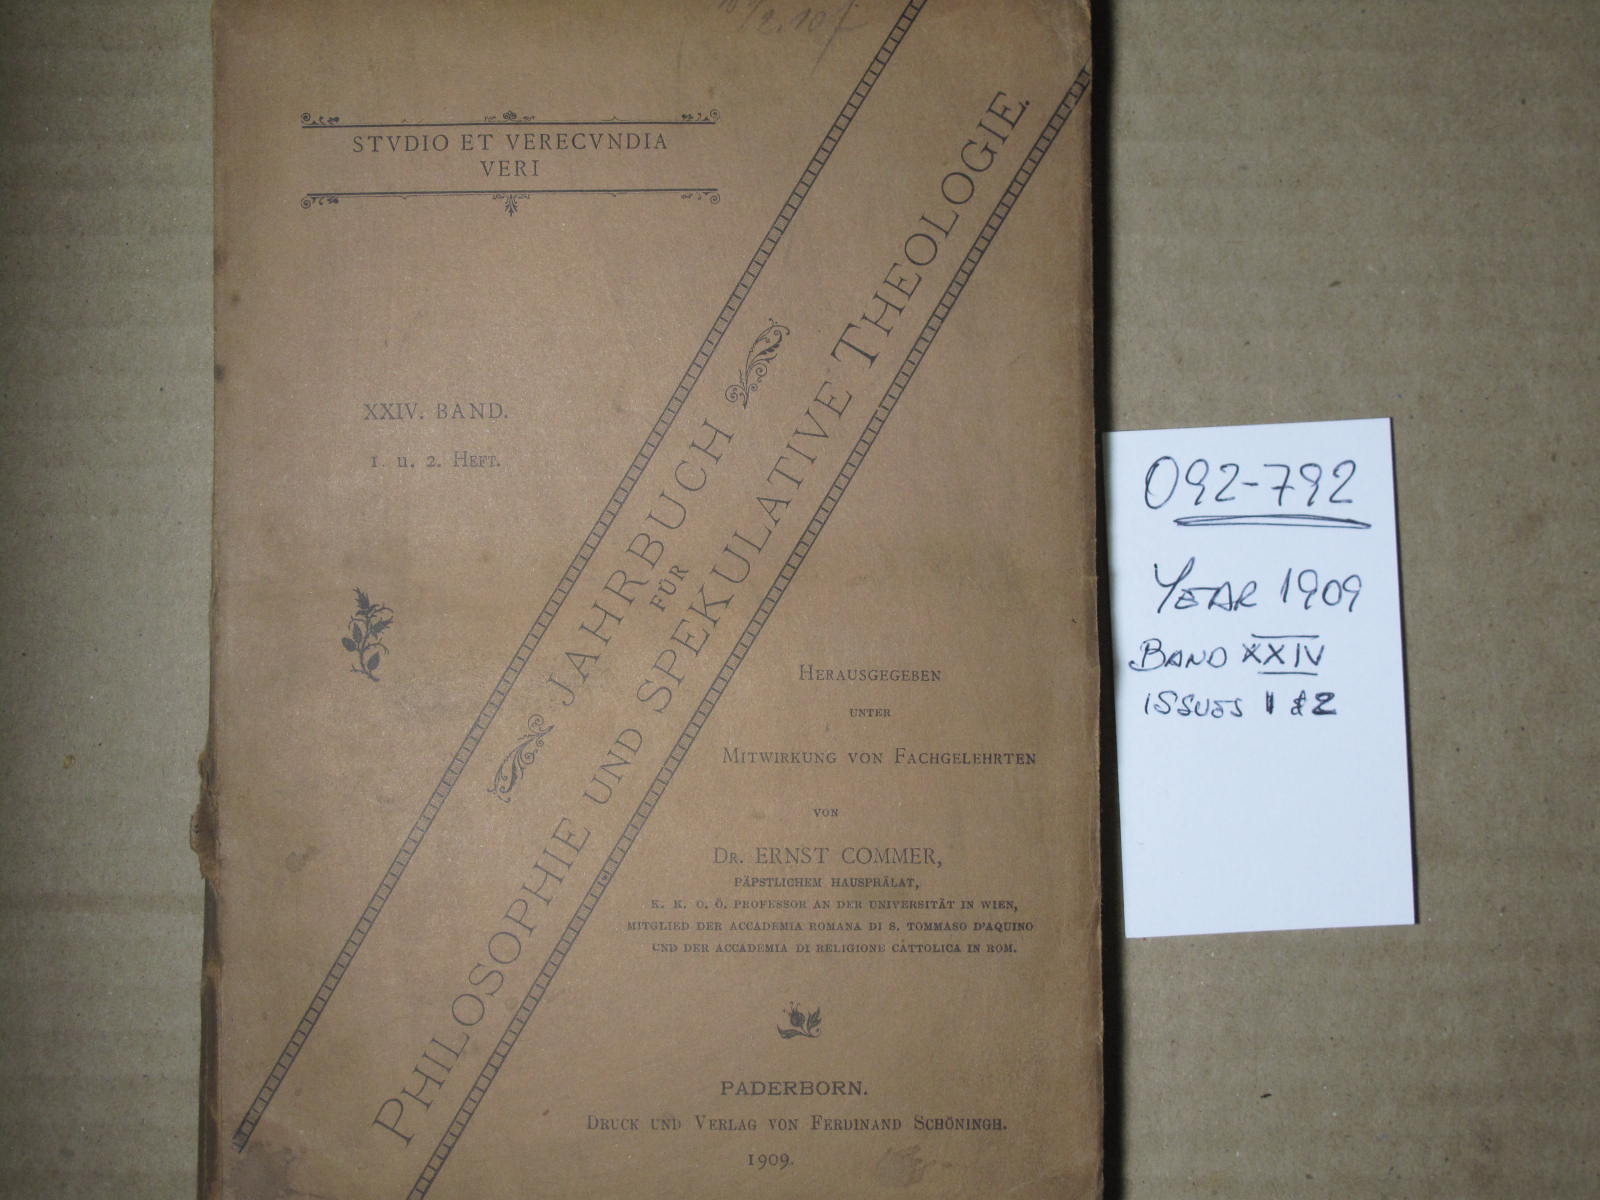 STVDIO ET VERECVNDIA
VERI
XXIV. BAND.
1. u. 2. HEFT.
JAHRBUCH
FÜR
PHILOSOPHIE UND SPEKULATIVE THEOLOGIE.
HERAUSGEGEBEN
UNTER
MITWIRKUNG VON FACHGELEHRTEN
VON
DR. ERNST COMMER,
PÄPSTLICHEM HAUSPRÄLAT,
K. K. O. Ö. PROFESSOR AN DER UNIVERSITÄT IN WIEN,
MITGLIED DER ACCADEMIA ROMANA DI S. TOMMASO D'AQUINO
UND DER ACCADEMIA DI RELIGIONE CATTOLICA IN ROM.
PADERBORN.
DRUCK UND VERLAG VON FERDINAND SCHÖNINGH.
1909.
092-792
YEAR 1909
BAND XXIV
ISSUES 1 & 2